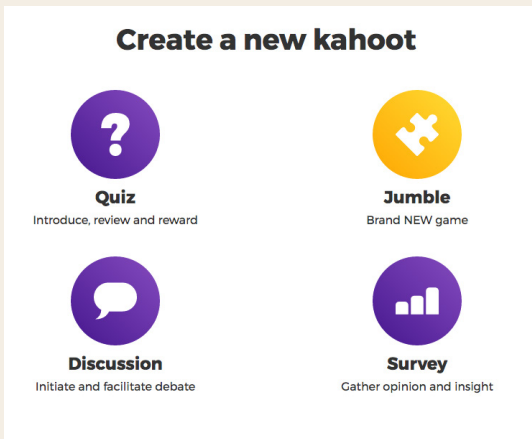 Create a new kahoot
Quiz
Introduce, review and reward
Jumble
Brand NEW game
Discussion
Initiate and facilitate debate
Survey
Gather opinion and insight